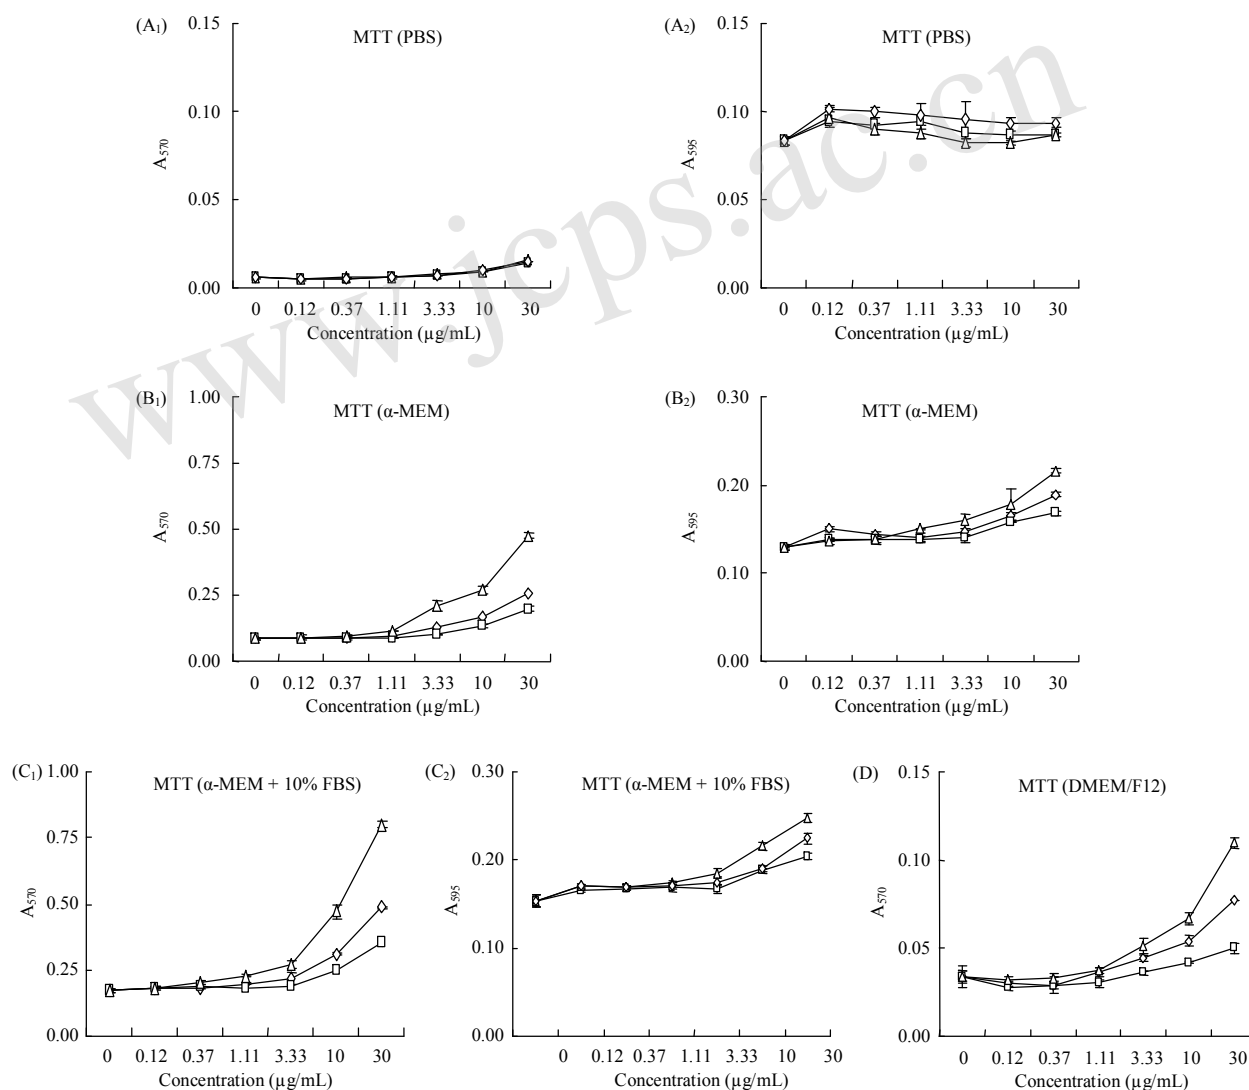 (A₁)
MTT (PBS)
0.15
0.10
0.05
0.00
A₅₇₀
0 0.12 0.37 1.11 3.33 10 30
Concentration (µg/mL)
(A₂)
MTT (PBS)
0.15
0.10
0.05
0.00
A₅₉₅
0 0.12 0.37 1.11 3.33 10 30
Concentration (µg/mL)
(B₁)
MTT (α-MEM)
1.00
0.75
0.50
0.25
0.00
A₅₇₀
0 0.12 0.37 1.11 3.33 10 30
Concentration (µg/mL)
(B₂)
MTT (α-MEM)
0.30
0.20
0.10
0.00
A₅₉₅
0 0.12 0.37 1.11 3.33 10 30
Concentration (µg/mL)
(C₁)
MTT (α-MEM + 10% FBS)
1.00
0.75
0.50
0.25
0.00
A₅₇₀
0 0.12 0.37 1.11 3.33 10 30
Concentration (µg/mL)
(C₂)
MTT (α-MEM + 10% FBS)
0.30
0.20
0.10
0.00
A₅₉₅
0 0.12 0.37 1.11 3.33 10 30
Concentration (µg/mL)
(D)
MTT (DMEM/F12)
0.15
0.10
0.05
0.00
A₅₇₀
0 0.12 0.37 1.11 3.33 10 30
Concentration (µg/mL)
www.jcps.ac.cn